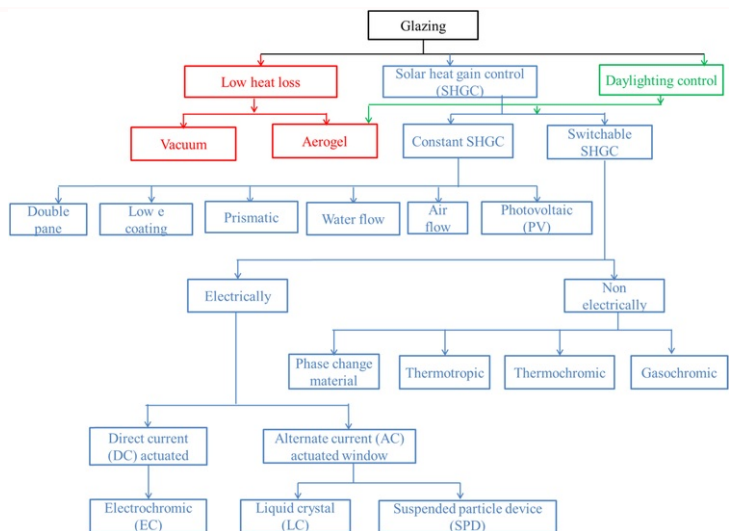 Glazing
Low heat loss
Solar heat gain control
(SHGC)
Daylighting control
Vacuum
Aerogel
Constant SHGC
Switchable
SHGC
Double
pane
Low e
coating
Prismatic
Water flow
Air
flow
Photovoltaic
(PV)
Electrically
Non
electrically
Phase change
material
Thermotropic
Thermochromic
Gasochromic
Direct current
(DC) actuated
Alternate current (AC)
actuated window
Electrochromic
(EC)
Liquid crystal
(LC)
Suspended particle device
(SPD)